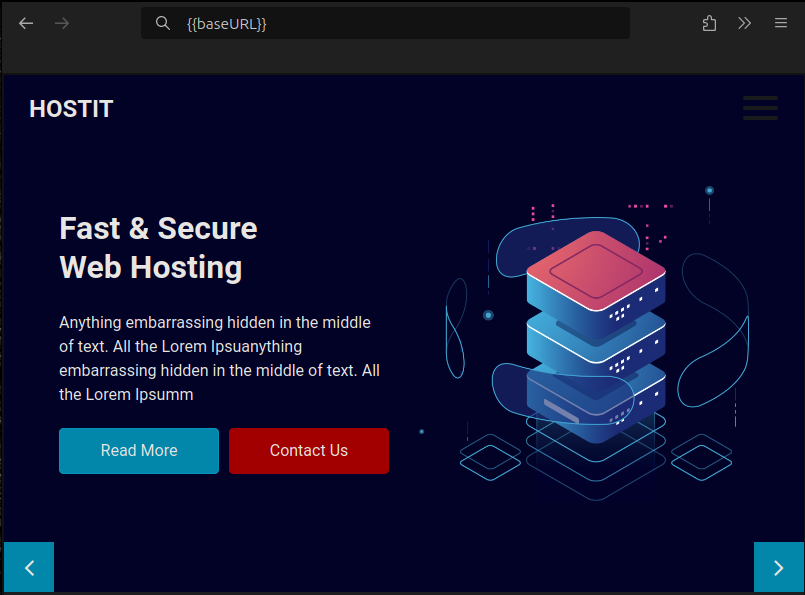 {{baseURL}}
HOSTIT
Fast & Secure
Web Hosting
Anything embarrassing hidden in the middle
of text. All the Lorem Ipsuanything
embarrassing hidden in the middle of text. All
the Lorem Ipsumm
Read More
Contact Us